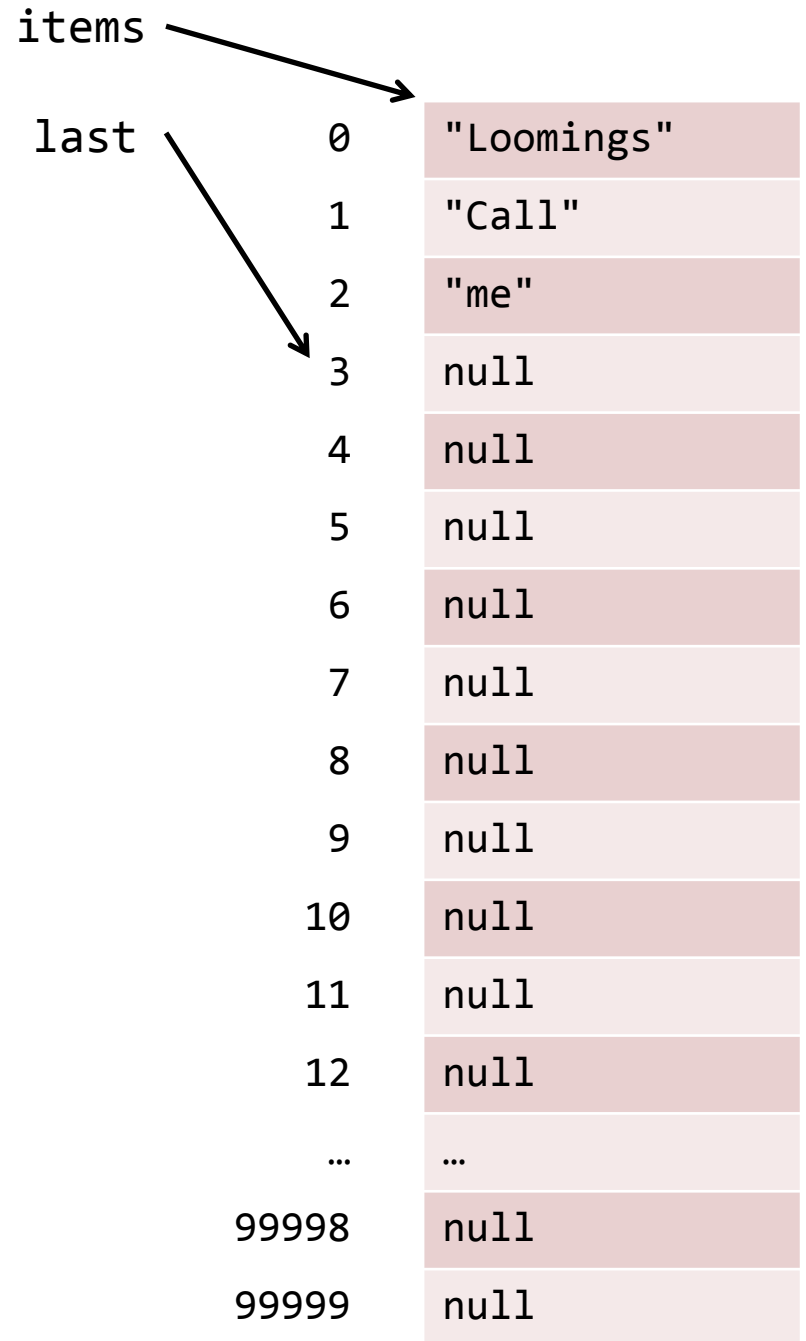 items
last 0 "Loomings"
1 "Call"
2 "me"
3 null
4 null
5 null
6 null
7 null
8 null
9 null
10 null
11 null
12 null
… …
99998 null
99999 null